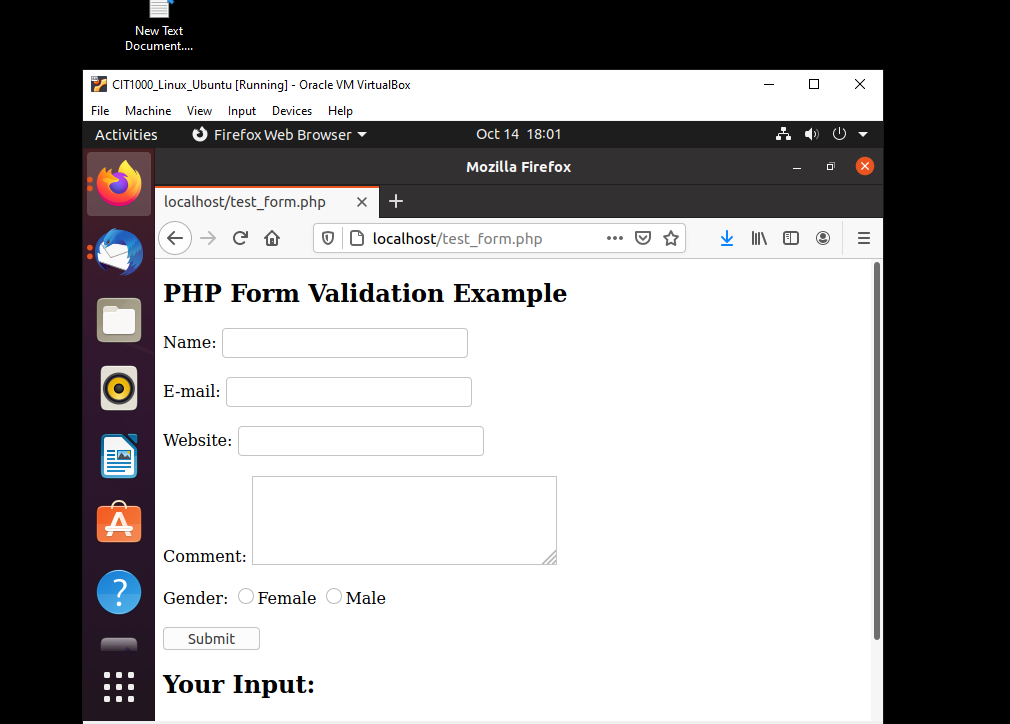 New Text
Document....
CIT1000_Linux_Ubuntu [Running] - Oracle VM VirtualBox
File Machine View Input Devices Help
Activities Firefox Web Browser Oct 14 18:01
Mozilla Firefox
localhost/test_form.php
localhost/test_form.php
PHP Form Validation Example
Name:
E-mail:
Website:
Comment:
Gender: Female Male
Submit
Your Input: